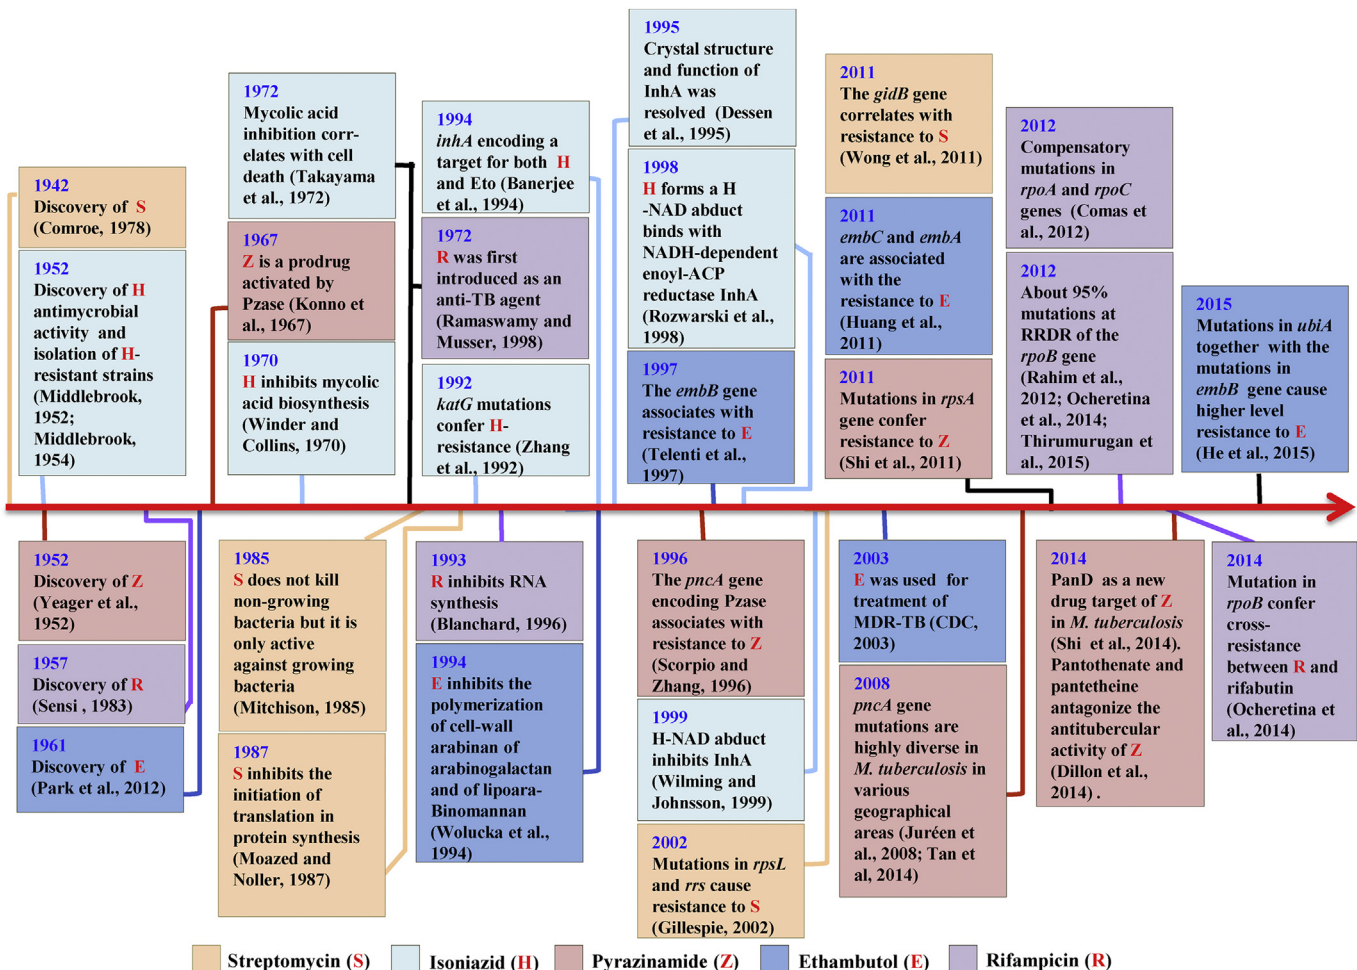 1942
Discovery of S
(Comroe, 1978)
1952
Discovery of H
antimycrobial
activity and
isolation of H-
resistant strains
(Middlebrook,
1952;
Middlebrook,
1954)
1972
Mycolic acid
inhibition corr-
elates with cell
death (Takayama
et al., 1972)
1967
Z is a prodrug
activated by
Pzase (Konno et
al., 1967)
1970
H inhibits mycolic
acid biosynthesis
(Winder and
Collins, 1970)
1994
inhA encoding a
target for both H
and Eto (Banerjee
et al., 1994)
1972
R was first
introduced as an
anti-TB agent
(Ramaswamy and
Musser, 1998)
1992
katG mutations
confer H-
resistance (Zhang
et al., 1992)
1995
Crystal structure
and function of
InhA was
resolved (Dessen
et al., 1995)
1998
H forms a H
-NAD abduct
binds with
NADH-dependent
enoyl-ACP
reductase InhA
(Rozwarski et
al., 1998)
1997
The embB gene
associates with
resistance to E
(Telenti et al.,
1997)
2011
The gidB gene
correlates with
resistance to S
(Wong et al., 2011)
2011
embC and embA
are associated
with the
resistance to E
(Huang et al.,
2011)
2011
Mutations in rpsA
gene confer
resistance to Z
(Shi et al., 2011)
2012
Compensatory
mutations in
rpoA and rpoC
genes (Comas et
al., 2012)
2012
About 95%
mutations at
RRDR of the
rpoB gene
(Rahim et al.,
2012; Ocheretina
et al., 2014;
Thirumurugan et
al., 2015)
2015
Mutations in ubiA
together with the
mutations in
embB gene cause
higher level
resistance to E
(He et al., 2015)
1952
Discovery of Z
(Yeager et al.,
1952)
1957
Discovery of R
(Sensi , 1983)
1961
Discovery of E
(Park et al., 2012)
1985
S does not kill
non-growing
bacteria but it is
only active
against growing
bacteria
(Mitchison, 1985)
1987
S inhibits the
initiation of
translation in
protein synthesis
(Moazed and
Noller, 1987)
1993
R inhibits RNA
synthesis
(Blanchard, 1996)
1994
E inhibits the
polymerization
of cell-wall
arabinan of
arabinogalactan
and of lipoara-
Binomannan
(Wolucka et al.,
1994)
1996
The pncA gene
encoding Pzase
associates with
resistance to Z
(Scorpio and
Zhang, 1996)
1999
H-NAD abduct
inhibits InhA
(Wilming and
Johnsson, 1999)
2002
Mutations in rpsL
and rrs cause
resistance to S
(Gillespie, 2002)
2003
E was used for
treatment of
MDR-TB (CDC,
2003)
2008
pncA gene
mutations are
highly diverse in
M. tuberculosis in
various
geographical
areas (Juréen et
al., 2008; Tan et
al, 2014)
2014
PanD as a new
drug target of Z
in M. tuberculosis
(Shi et al., 2014).
Pantothenate and
pantetheine
antagonize the
antitubercular
activity of Z
(Dillon et al.,
2014) .
2014
Mutation in
rpoB confer
cross-
resistance
between R and
rifabutin
(Ocheretina et
al., 2014)
Streptomycin (S)
Isoniazid (H)
Pyrazinamide (Z)
Ethambutol (E)
Rifampicin (R)